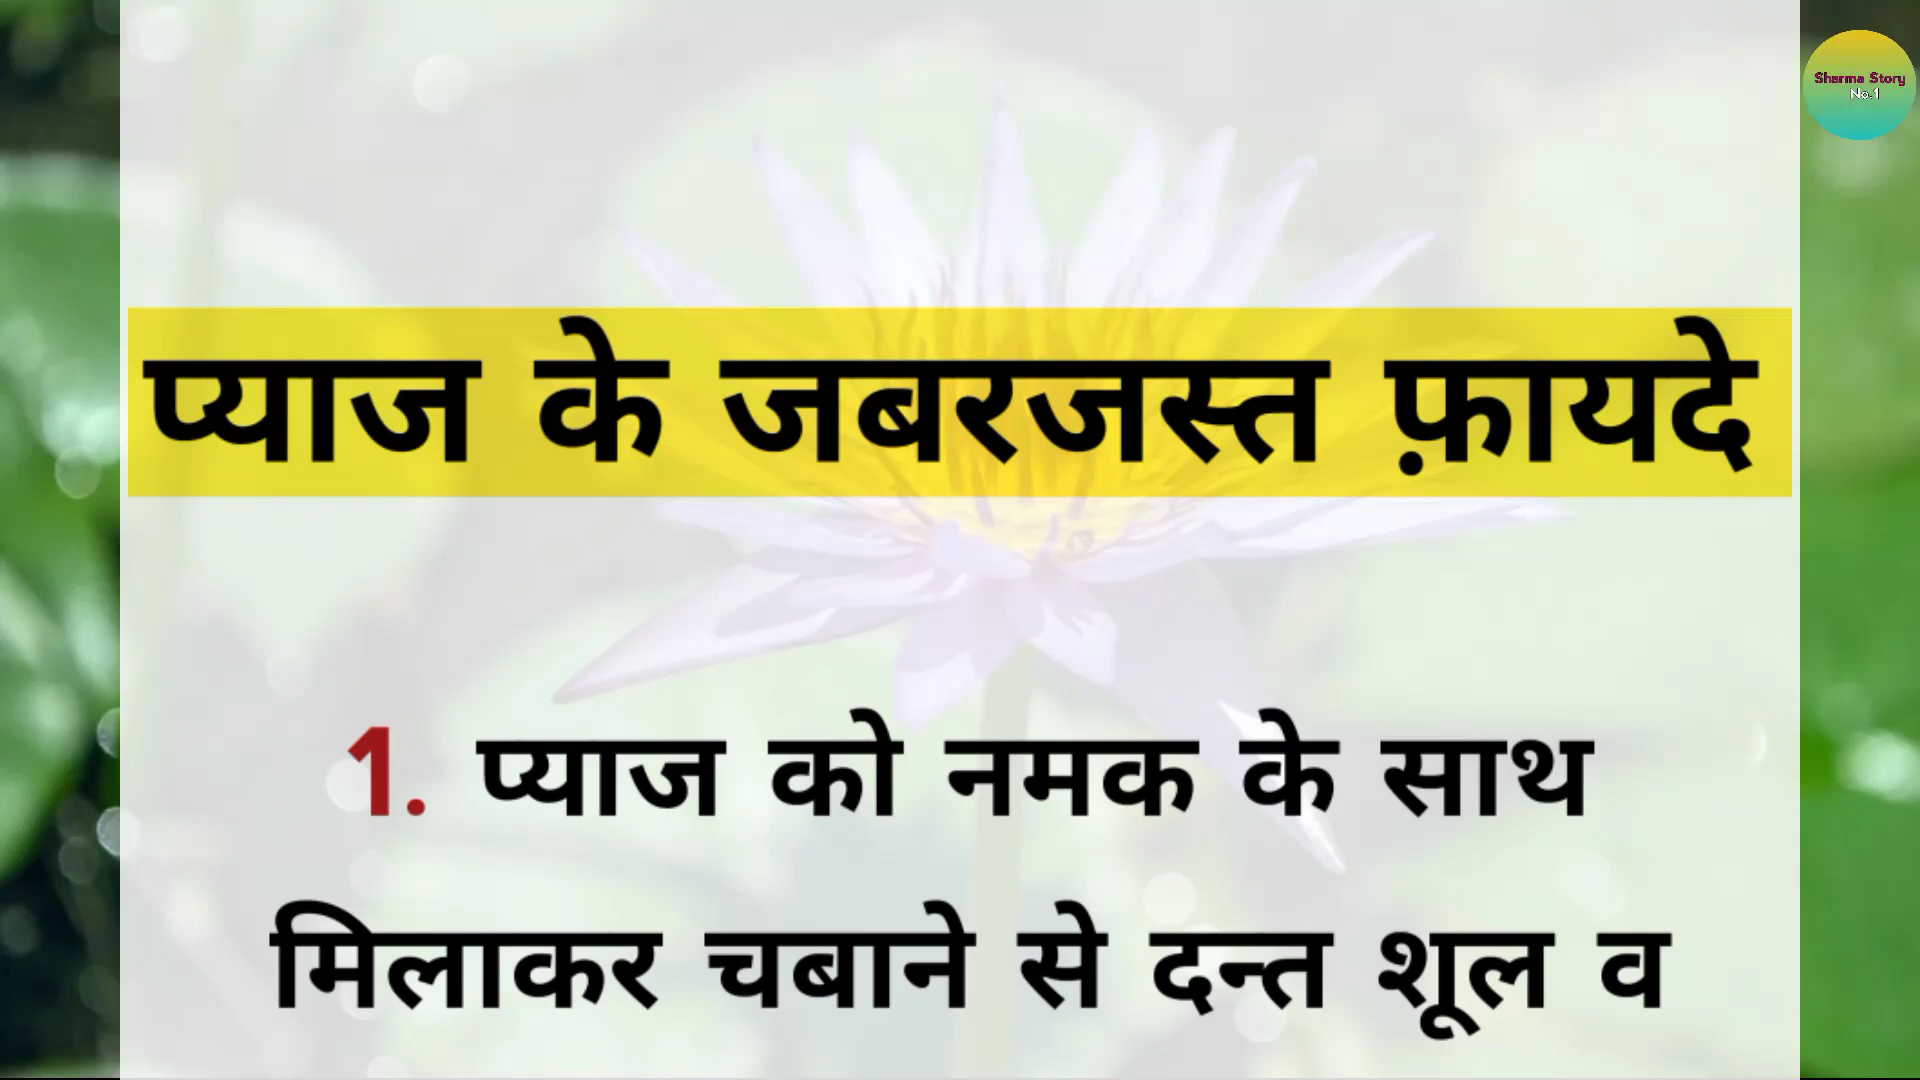 Sharma Story
No.1
प्याज के जबरजस्त फ़ायदे
1. प्याज को नमक के साथ
मिलाकर चबाने से दन्त शूल व